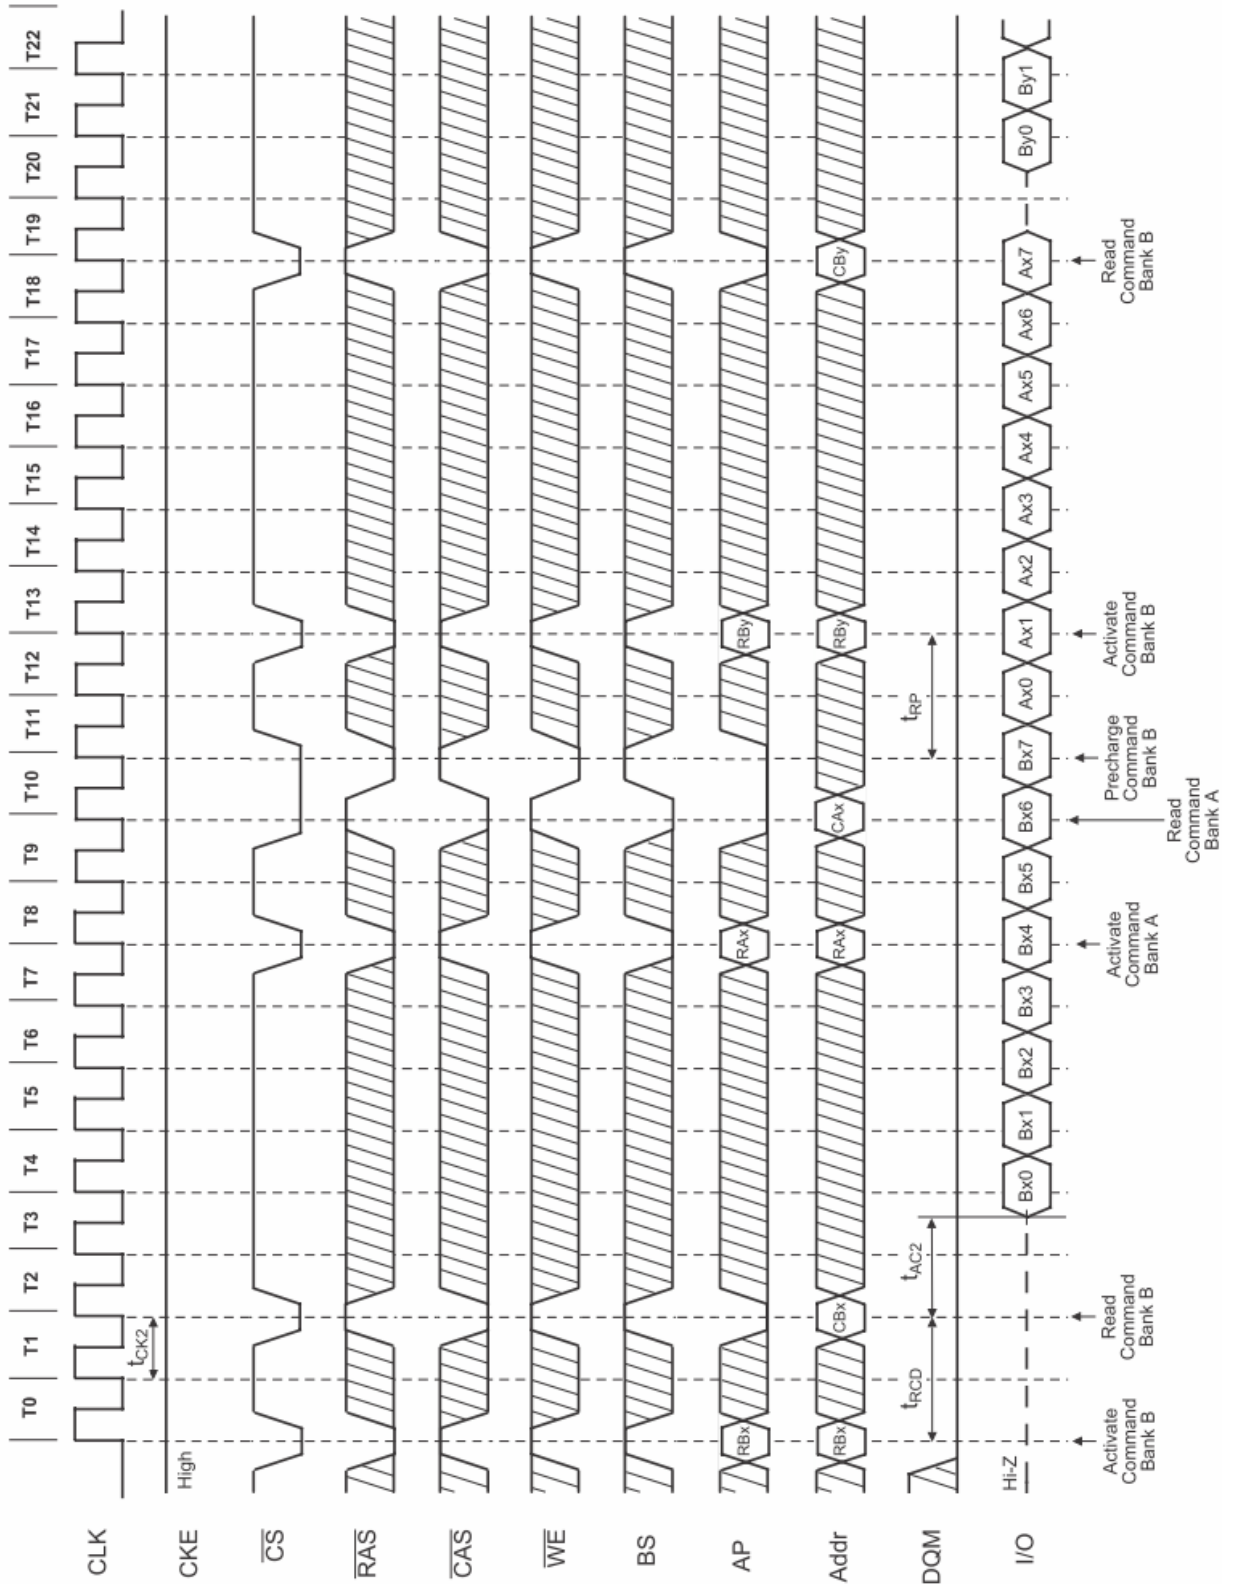 T0 T1 T2 T3 T4 T5 T6 T7 T8 T9 T10 T11 T12 T13 T14 T15 T16 T17 T18 T19 T20 T21 T22
CLK
tCK2
CKE
High
CS
RAS
CAS
WE
BS
AP
RBx RAx RBy
Addr
RBx CBx RAx CAx RBy CBy
DQM
tRCD tAC2 tRP
I/O
Hi-Z
Bx0 Bx1 Bx2 Bx3 Bx4 Bx5 Bx6 Bx7 Ax0 Ax1 Ax2 Ax3 Ax4 Ax5 Ax6 Ax7 By0 By1
Activate
Command
Bank B
Read
Command
Bank B
Activate
Command
Bank A
Read
Command
Bank A
Precharge
Command
Bank B
Activate
Command
Bank B
Read
Command
Bank B